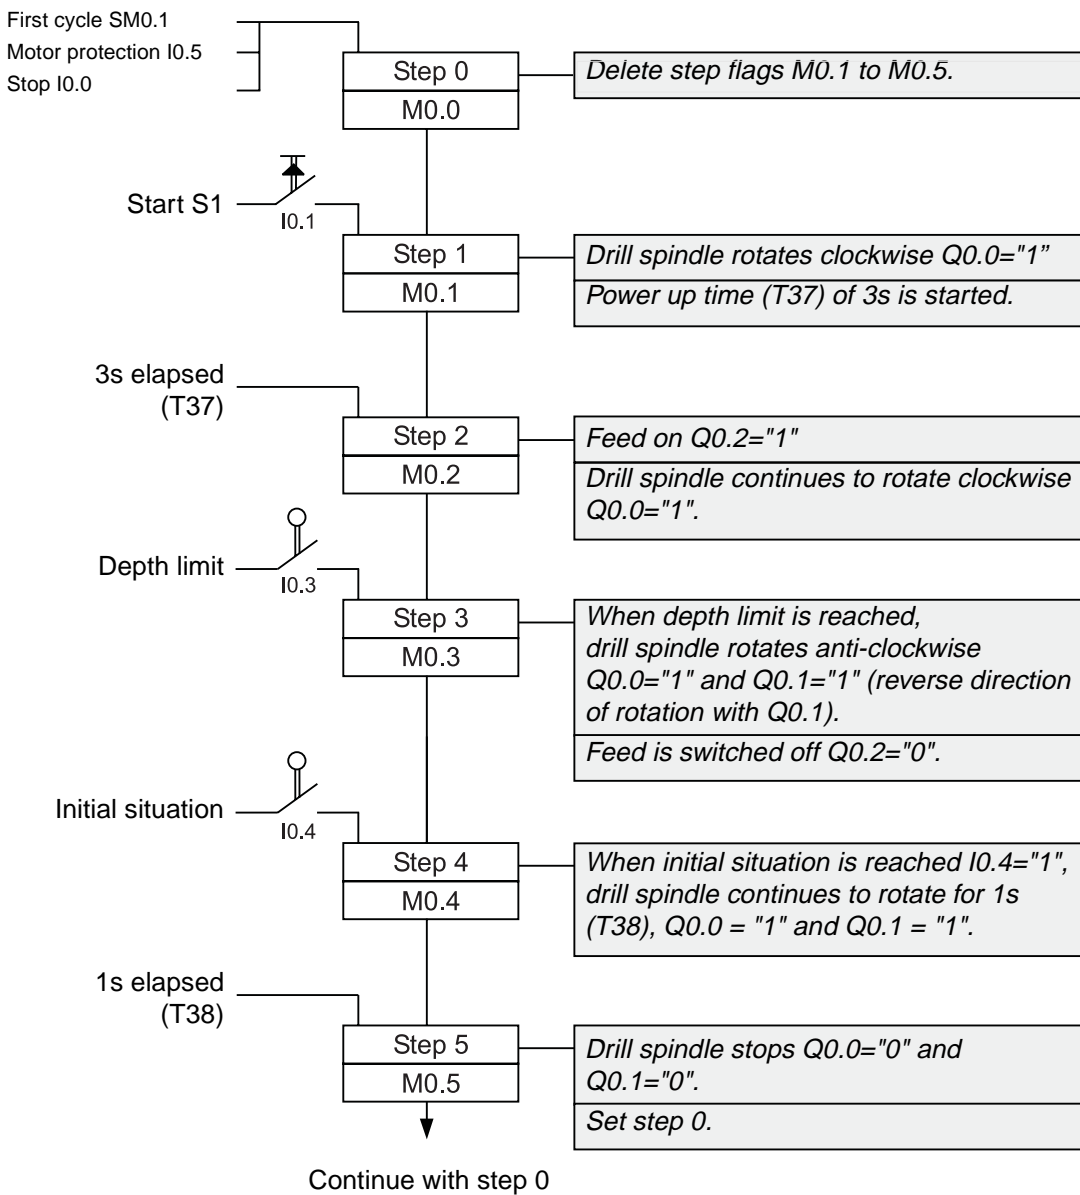 First cycle SM0.1
Motor protection I0.5
Stop I0.0
Step 0
M0.0
Delete step flags M0.1 to M0.5.
Start S1
I0.1
Step 1
M0.1
Drill spindle rotates clockwise Q0.0="1”
Power up time (T37) of 3s is started.
3s elapsed
(T37)
Step 2
M0.2
Feed on Q0.2="1"
Drill spindle continues to rotate clockwise
Q0.0="1".
Depth limit
I0.3
Step 3
M0.3
When depth limit is reached,
drill spindle rotates anti-clockwise
Q0.0="1" and Q0.1="1" (reverse direction
of rotation with Q0.1).
Feed is switched off Q0.2="0".
Initial situation
I0.4
Step 4
M0.4
When initial situation is reached I0.4="1",
drill spindle continues to rotate for 1s
(T38), Q0.0 = "1" and Q0.1 = "1".
1s elapsed
(T38)
Step 5
M0.5
Drill spindle stops Q0.0="0" and
Q0.1="0".
Set step 0.
Continue with step 0